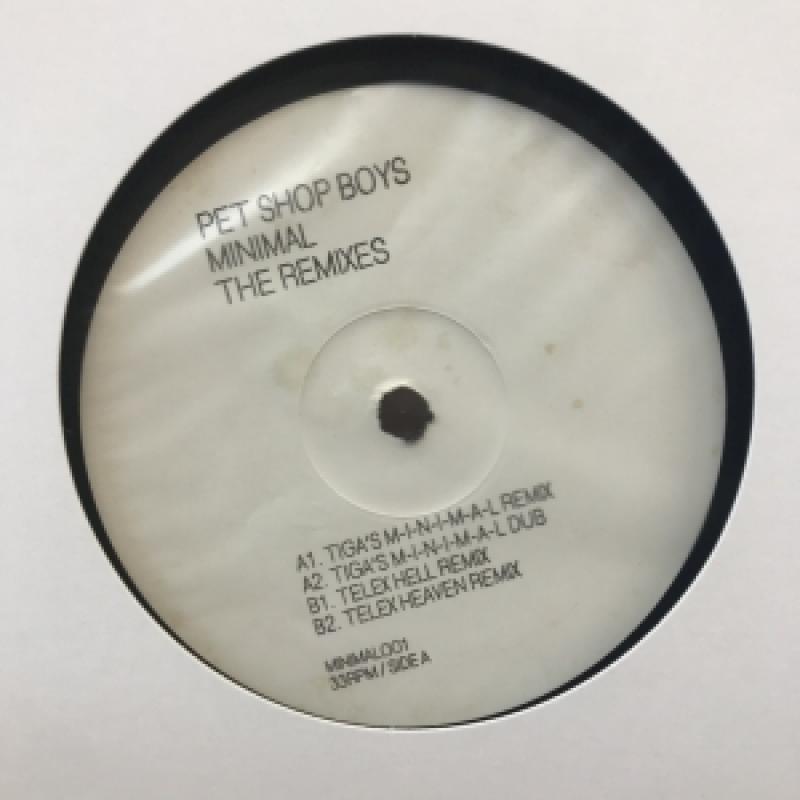 PET SHOP BOYS
MINIMAL
THE REMIXES
A1. TIGA'S M-I-N-I-M-A-L REMIX
A2. TIGA'S M-I-N-I-M-A-L DUB
B1. TELEX HELL REMIX
B2. TELEX HEAVEN REMIX
MINIMAL001
33RPM / SIDE A